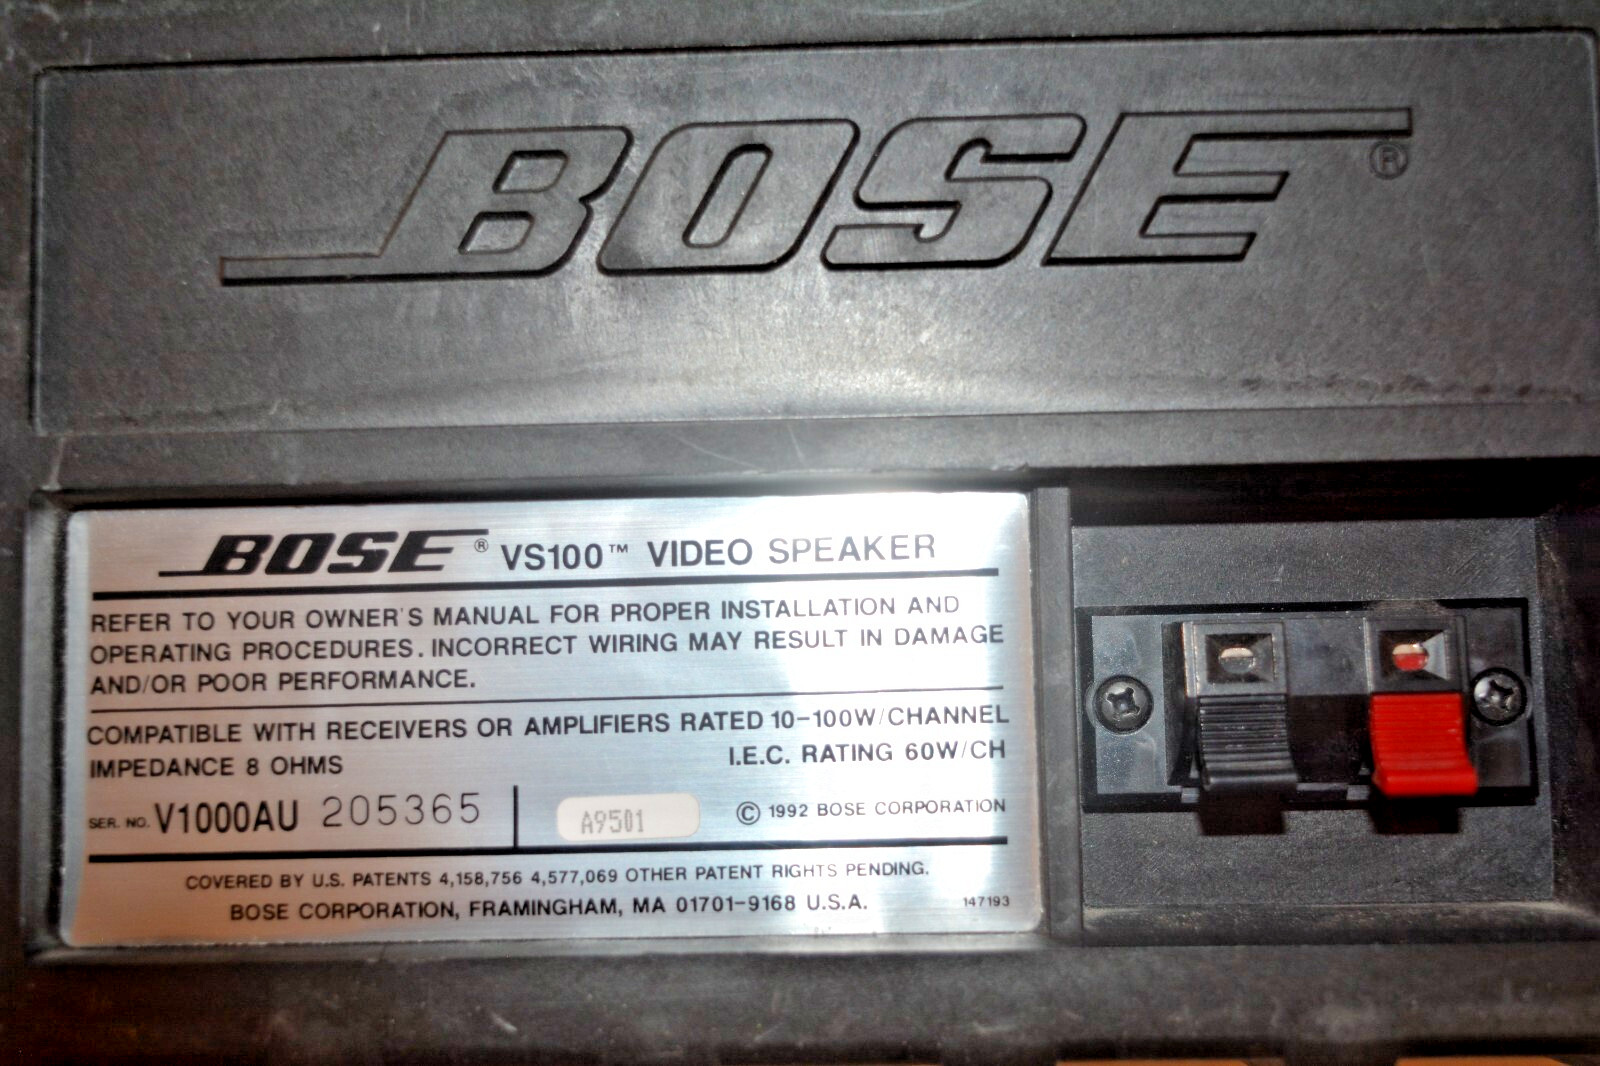 BOSE®
BOSE® VS100™ VIDEO SPEAKER
REFER TO YOUR OWNER'S MANUAL FOR PROPER INSTALLATION AND
OPERATING PROCEDURES. INCORRECT WIRING MAY RESULT IN DAMAGE
AND/OR POOR PERFORMANCE.
COMPATIBLE WITH RECEIVERS OR AMPLIFIERS RATED 10-100W/CHANNEL
IMPEDANCE 8 OHMS I.E.C. RATING 60W/CH
SER. NO. V1000AU 205365 A9501 © 1992 BOSE CORPORATION
COVERED BY U.S. PATENTS 4,158,756 4,577,069 OTHER PATENT RIGHTS PENDING.
BOSE CORPORATION, FRAMINGHAM, MA 01701-9168 U.S.A. 147193